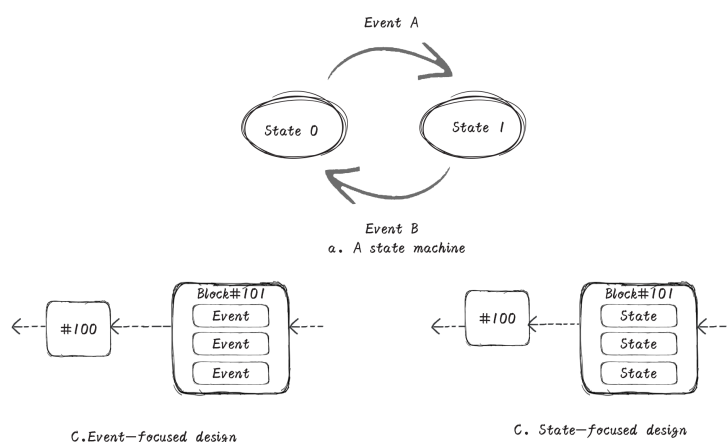 Event A
State 0
State 1
Event B
a. A state machine
Block#101
Event
#100
Event
Event
C.Event—focused design
Block#101
State
#100
State
State
C. State—focused design